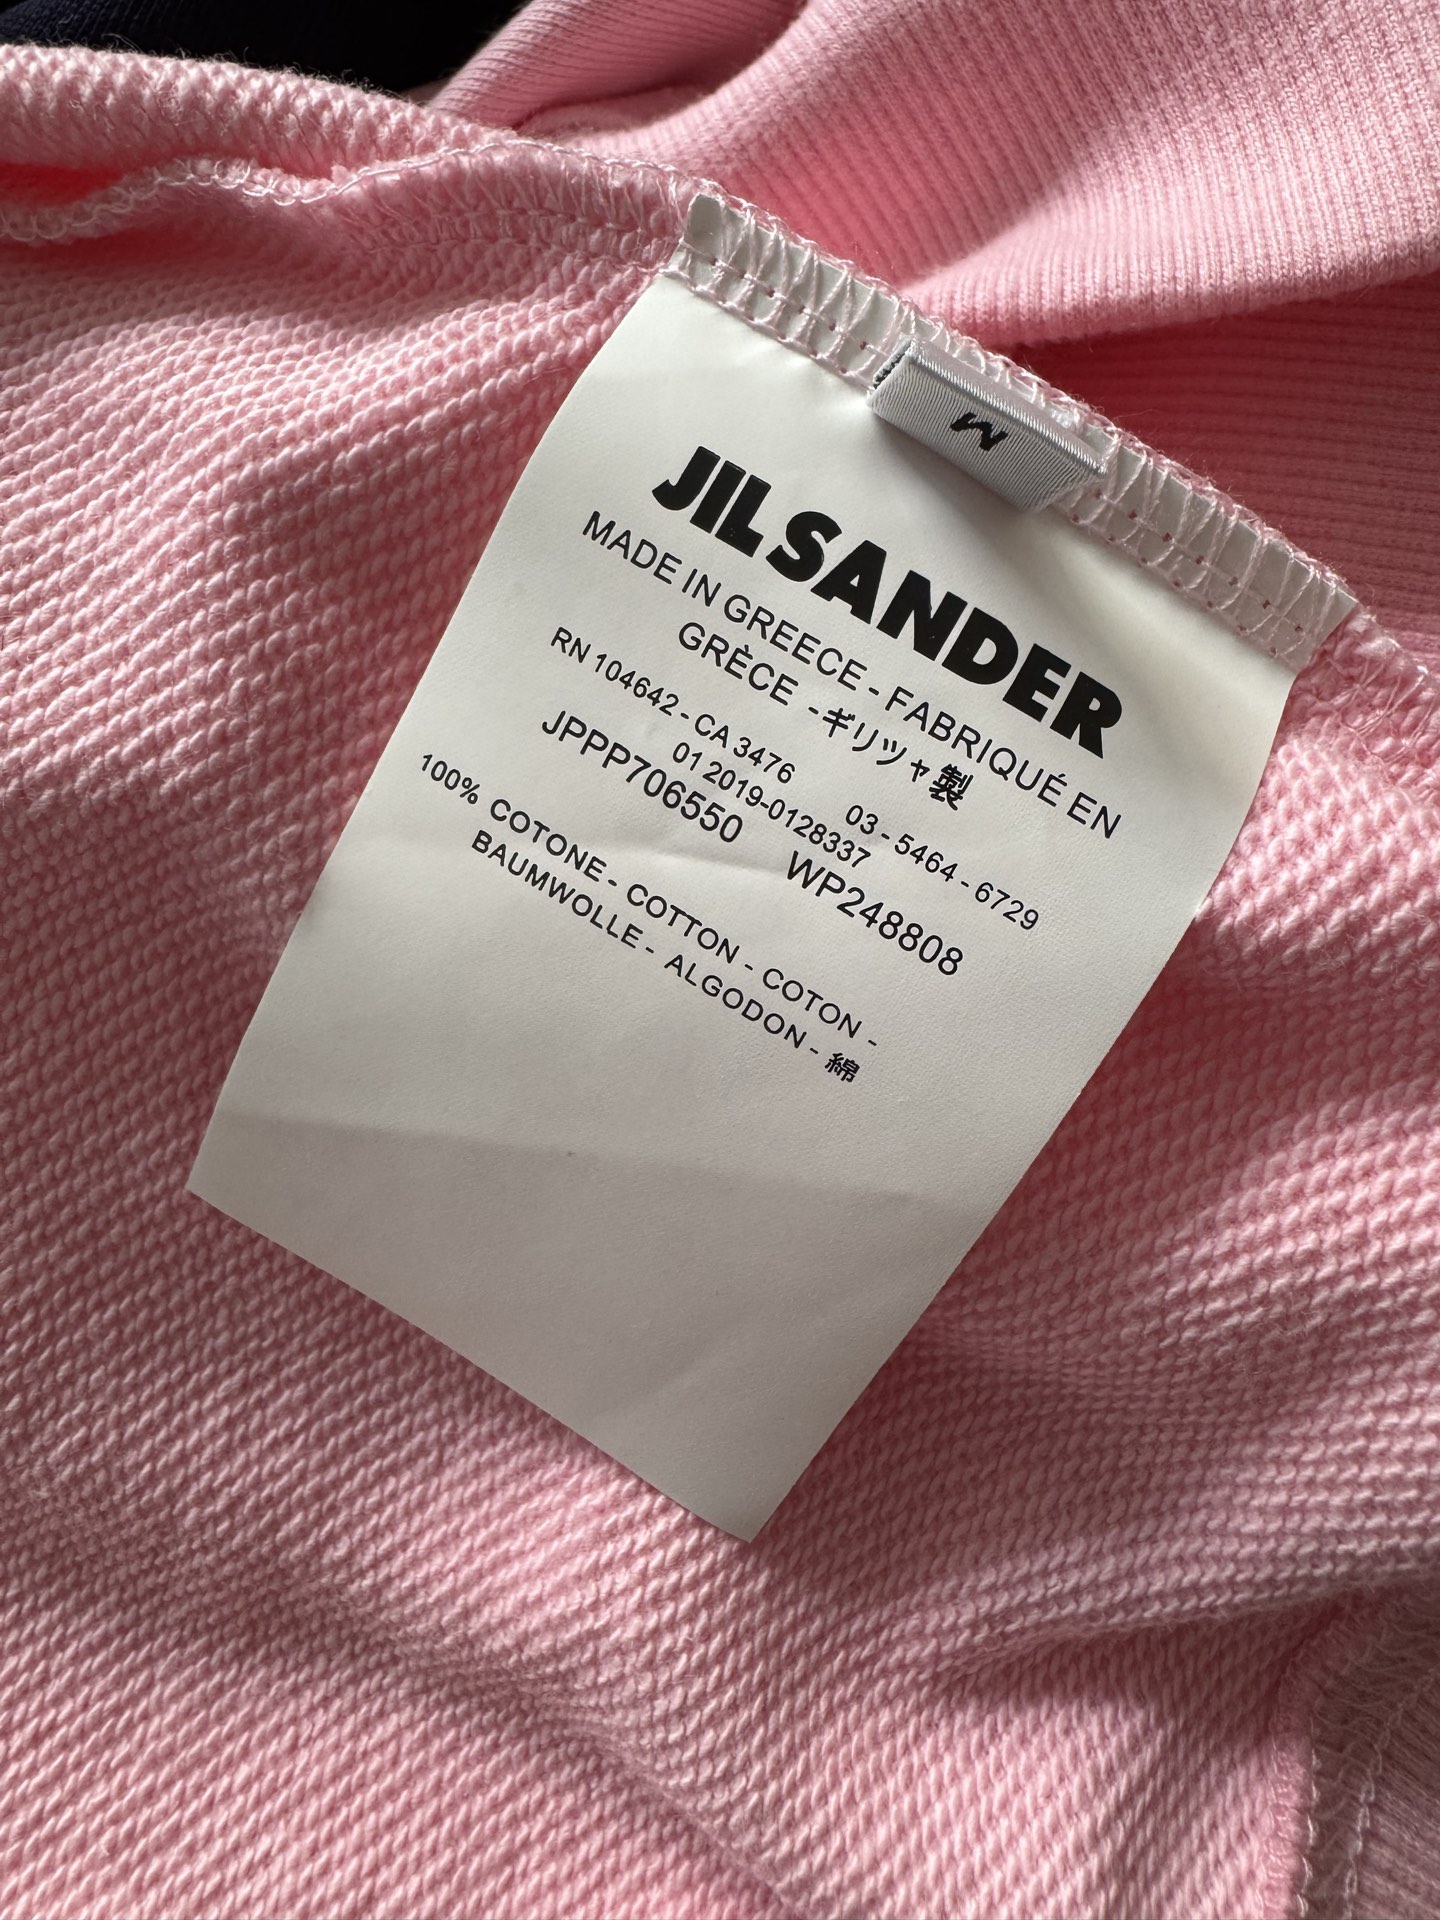 M
JIL SANDER
MADE IN GREECE - FABRIQUÉ EN
GRÈCE - ギリツャ製
RN 104642 - CA 3476 03 - 5464 - 6729
01 2019-0128337
JPPP706550 WP248808
100% COTONE - COTTON - COTON -
BAUMWOLLE - ALGODON - 綿